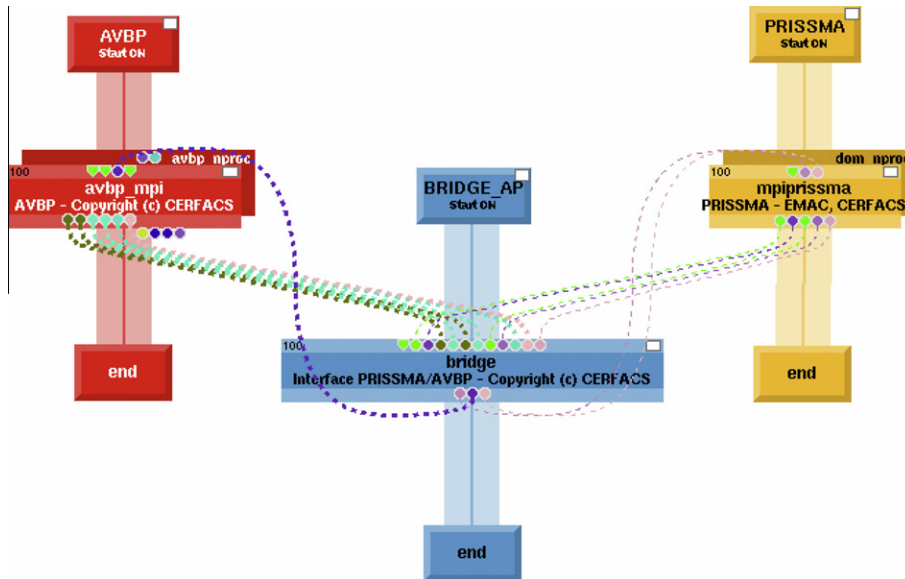 AVBP
Start ON
PRISSMA
Start ON
avbp_nproc
100
avbp_mpi
AVBP - Copyright (c) CERFACS
BRIDGE_AP
Start ON
dom_nproc
100
mpiprissma
PRISSMA - EMAC, CERFACS
end
100
bridge
Interface PRISSMA/AVBP - Copyright (c) CERFACS
end
end